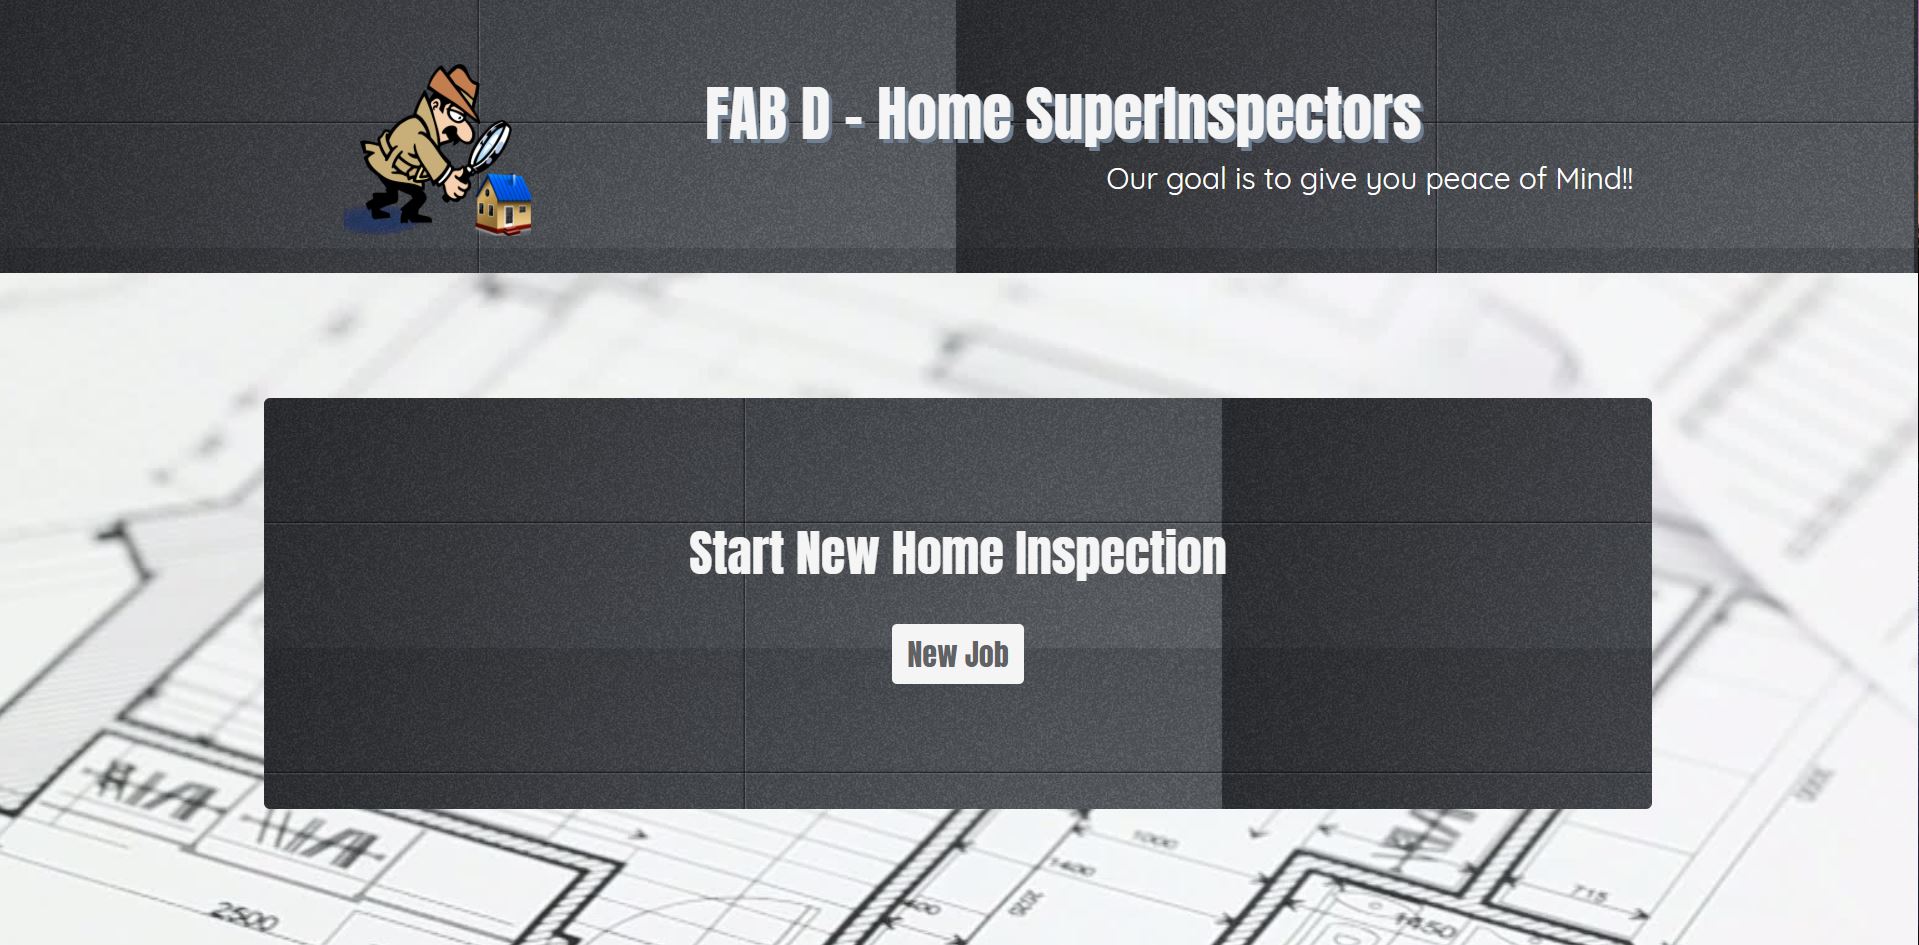 FAB D - Home SuperInspectors
Our goal is to give you peace of Mind!!
Start New Home Inspection
New Job
2500
1000
1400
715
1450